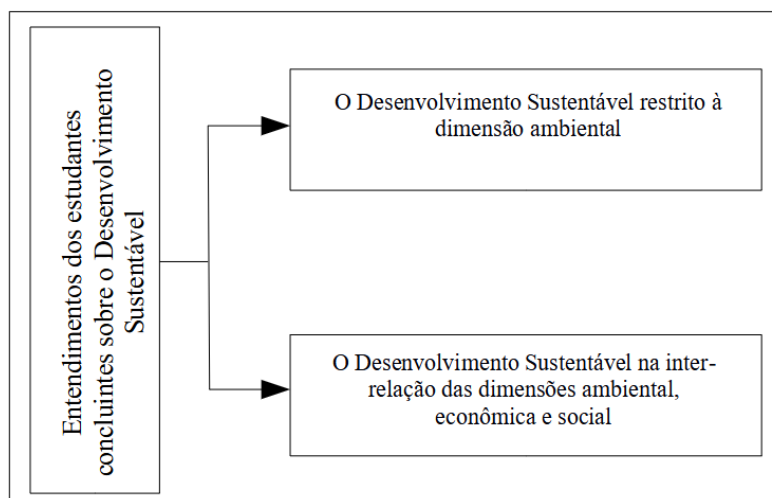 Entendimentos dos estudantes
concluintes sobre o Desenvolvimento
Sustentável
O Desenvolvimento Sustentável restrito à
dimensão ambiental
O Desenvolvimento Sustentável na inter-
relação das dimensões ambiental,
econômica e social